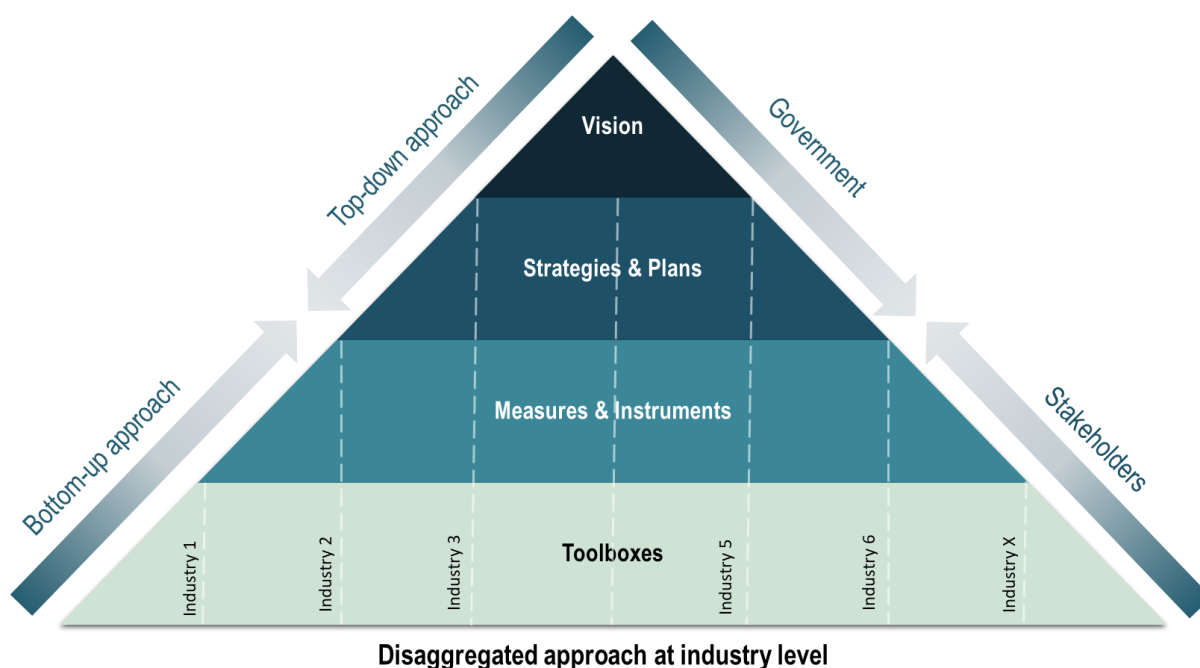 Vision
Top-down approach
Government
Strategies & Plans
Measures & Instruments
Bottom-up approach
Stakeholders
Toolboxes
Industry 1
Industry 2
Industry 3
Industry 5
Industry 6
Industry X
Disaggregated approach at industry level